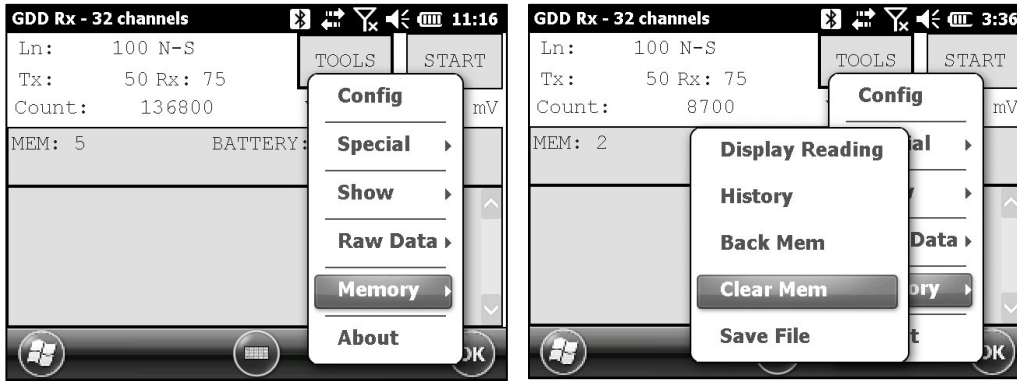 GDD Rx - 32 channels 11:16
Ln: 100 N-S
TOOLS START
Tx: 50 Rx: 75
Count: 136800 mV
MEM: 5 BATTERY:
Config
Special
Show
Raw Data
Memory
About
OK
GDD Rx - 32 channels 3:36
Ln: 100 N-S
TOOLS START
Tx: 50 Rx: 75
Count: 8700 mV
MEM: 2
Config
Display Reading
History
Back Mem
Data
Clear Mem
Save File